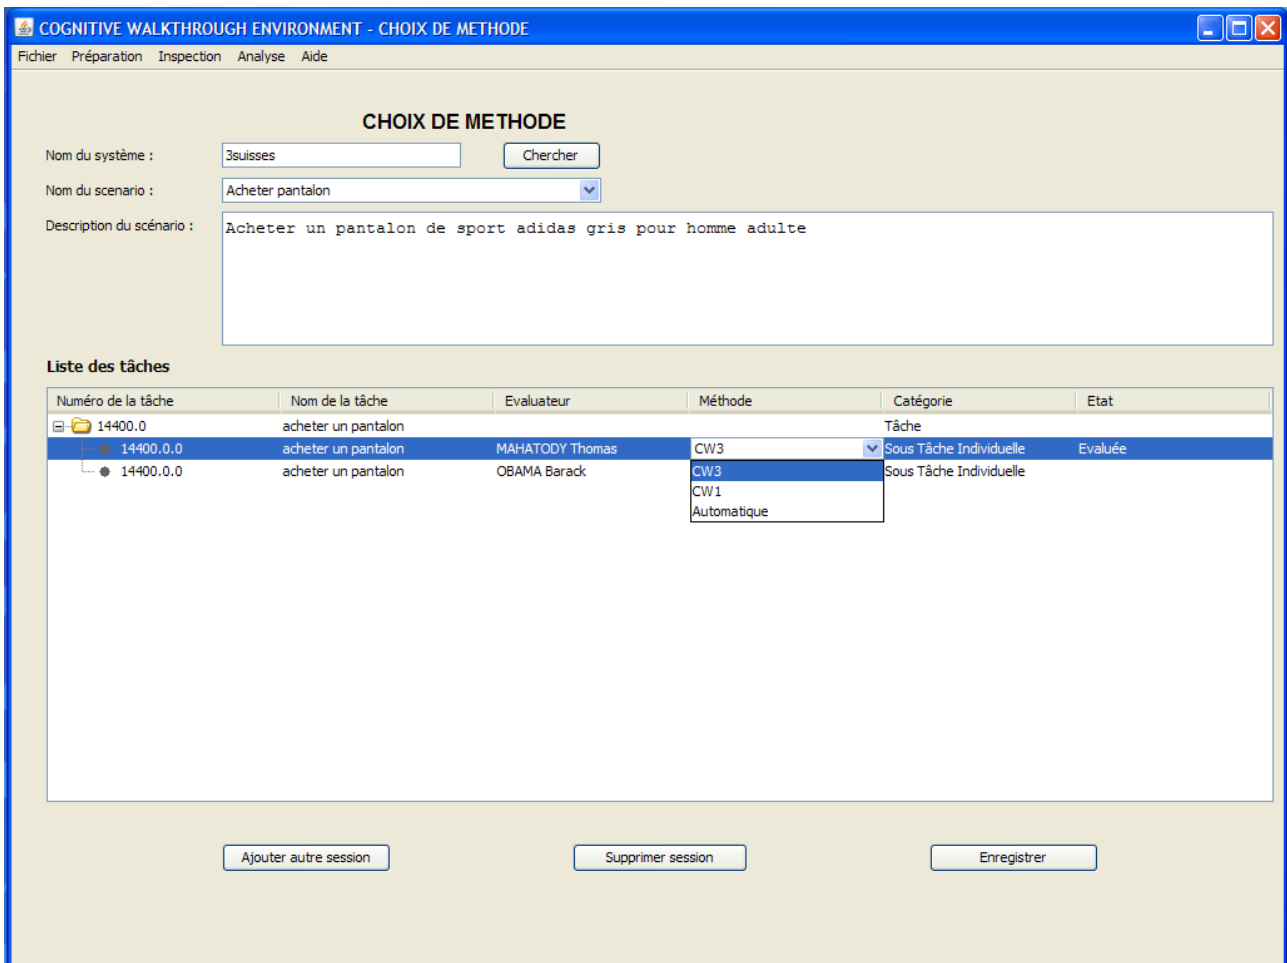 COGNITIVE WALKTHROUGH ENVIRONMENT - CHOIX DE METHODE
Fichier Préparation Inspection Analyse Aide
CHOIX DE METHODE
Nom du système : 3suisses Chercher
Nom du scenario : Acheter pantalon
Description du scénario : Acheter un pantalon de sport adidas gris pour homme adulte
Liste des tâches
Numéro de la tâche Nom de la tâche Evaluateur Méthode Catégorie Etat
14400.0 acheter un pantalon Tâche
14400.0.0 acheter un pantalon MAHATODY Thomas CW3 Sous Tâche Individuelle Evaluée
14400.0.0 acheter un pantalon OBAMA Barack CW3 Sous Tâche Individuelle
CW1
Automatique
Ajouter autre session Supprimer session Enregistrer